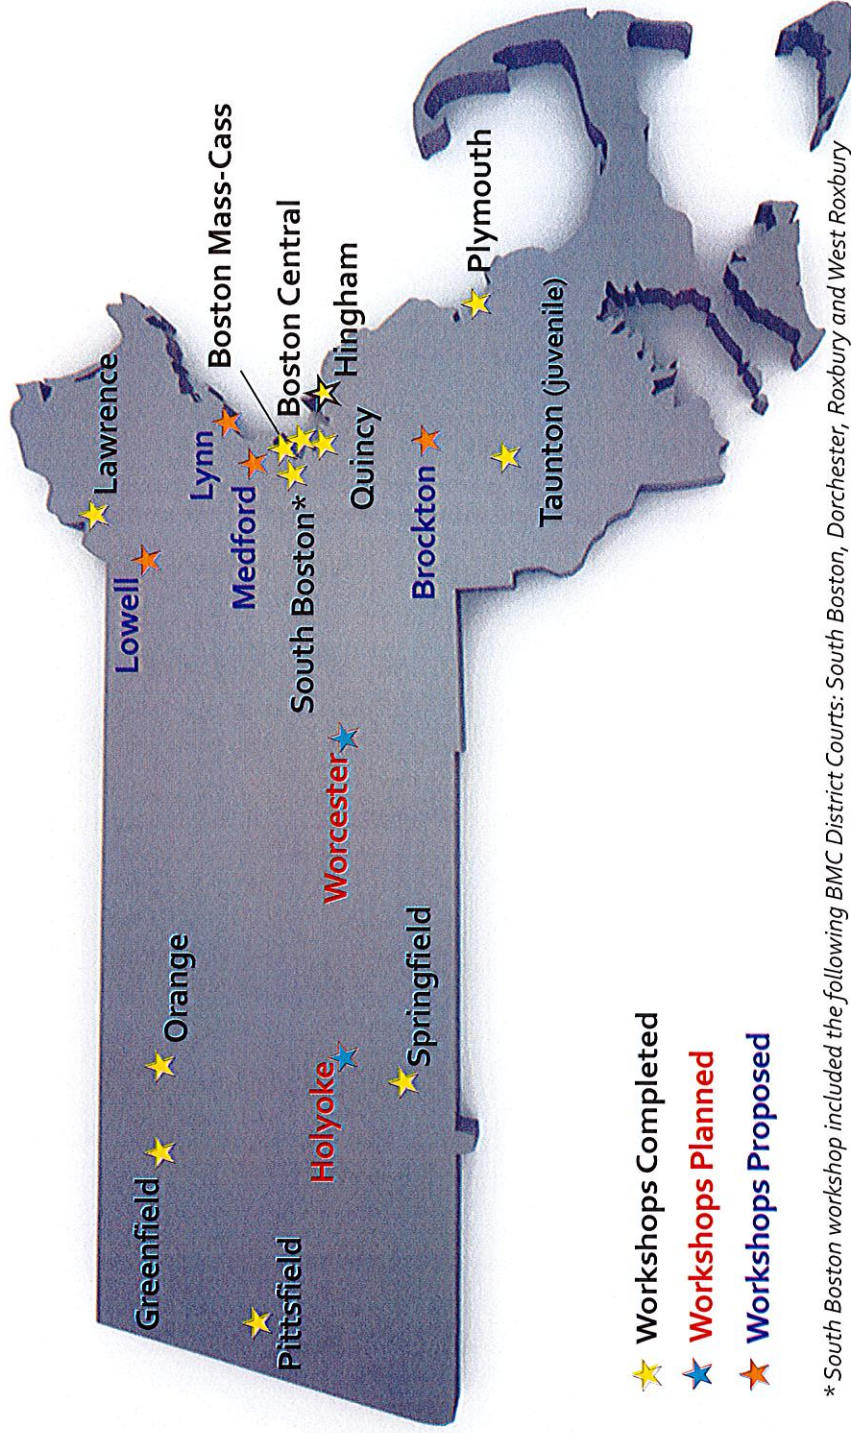 Lawrence
Lowell
Boston Mass-Cass
Lynn
Boston Central
Medford
Hingham
South Boston*
Quincy
Plymouth
Brockton
Taunton (juvenile)
Orange
Greenfield
Worcester
Pittsfield
Holyoke
Springfield
Workshops Completed
Workshops Planned
Workshops Proposed
* South Boston workshop included the following BMC District Courts: South Boston, Dorchester, Roxbury and West Roxbury